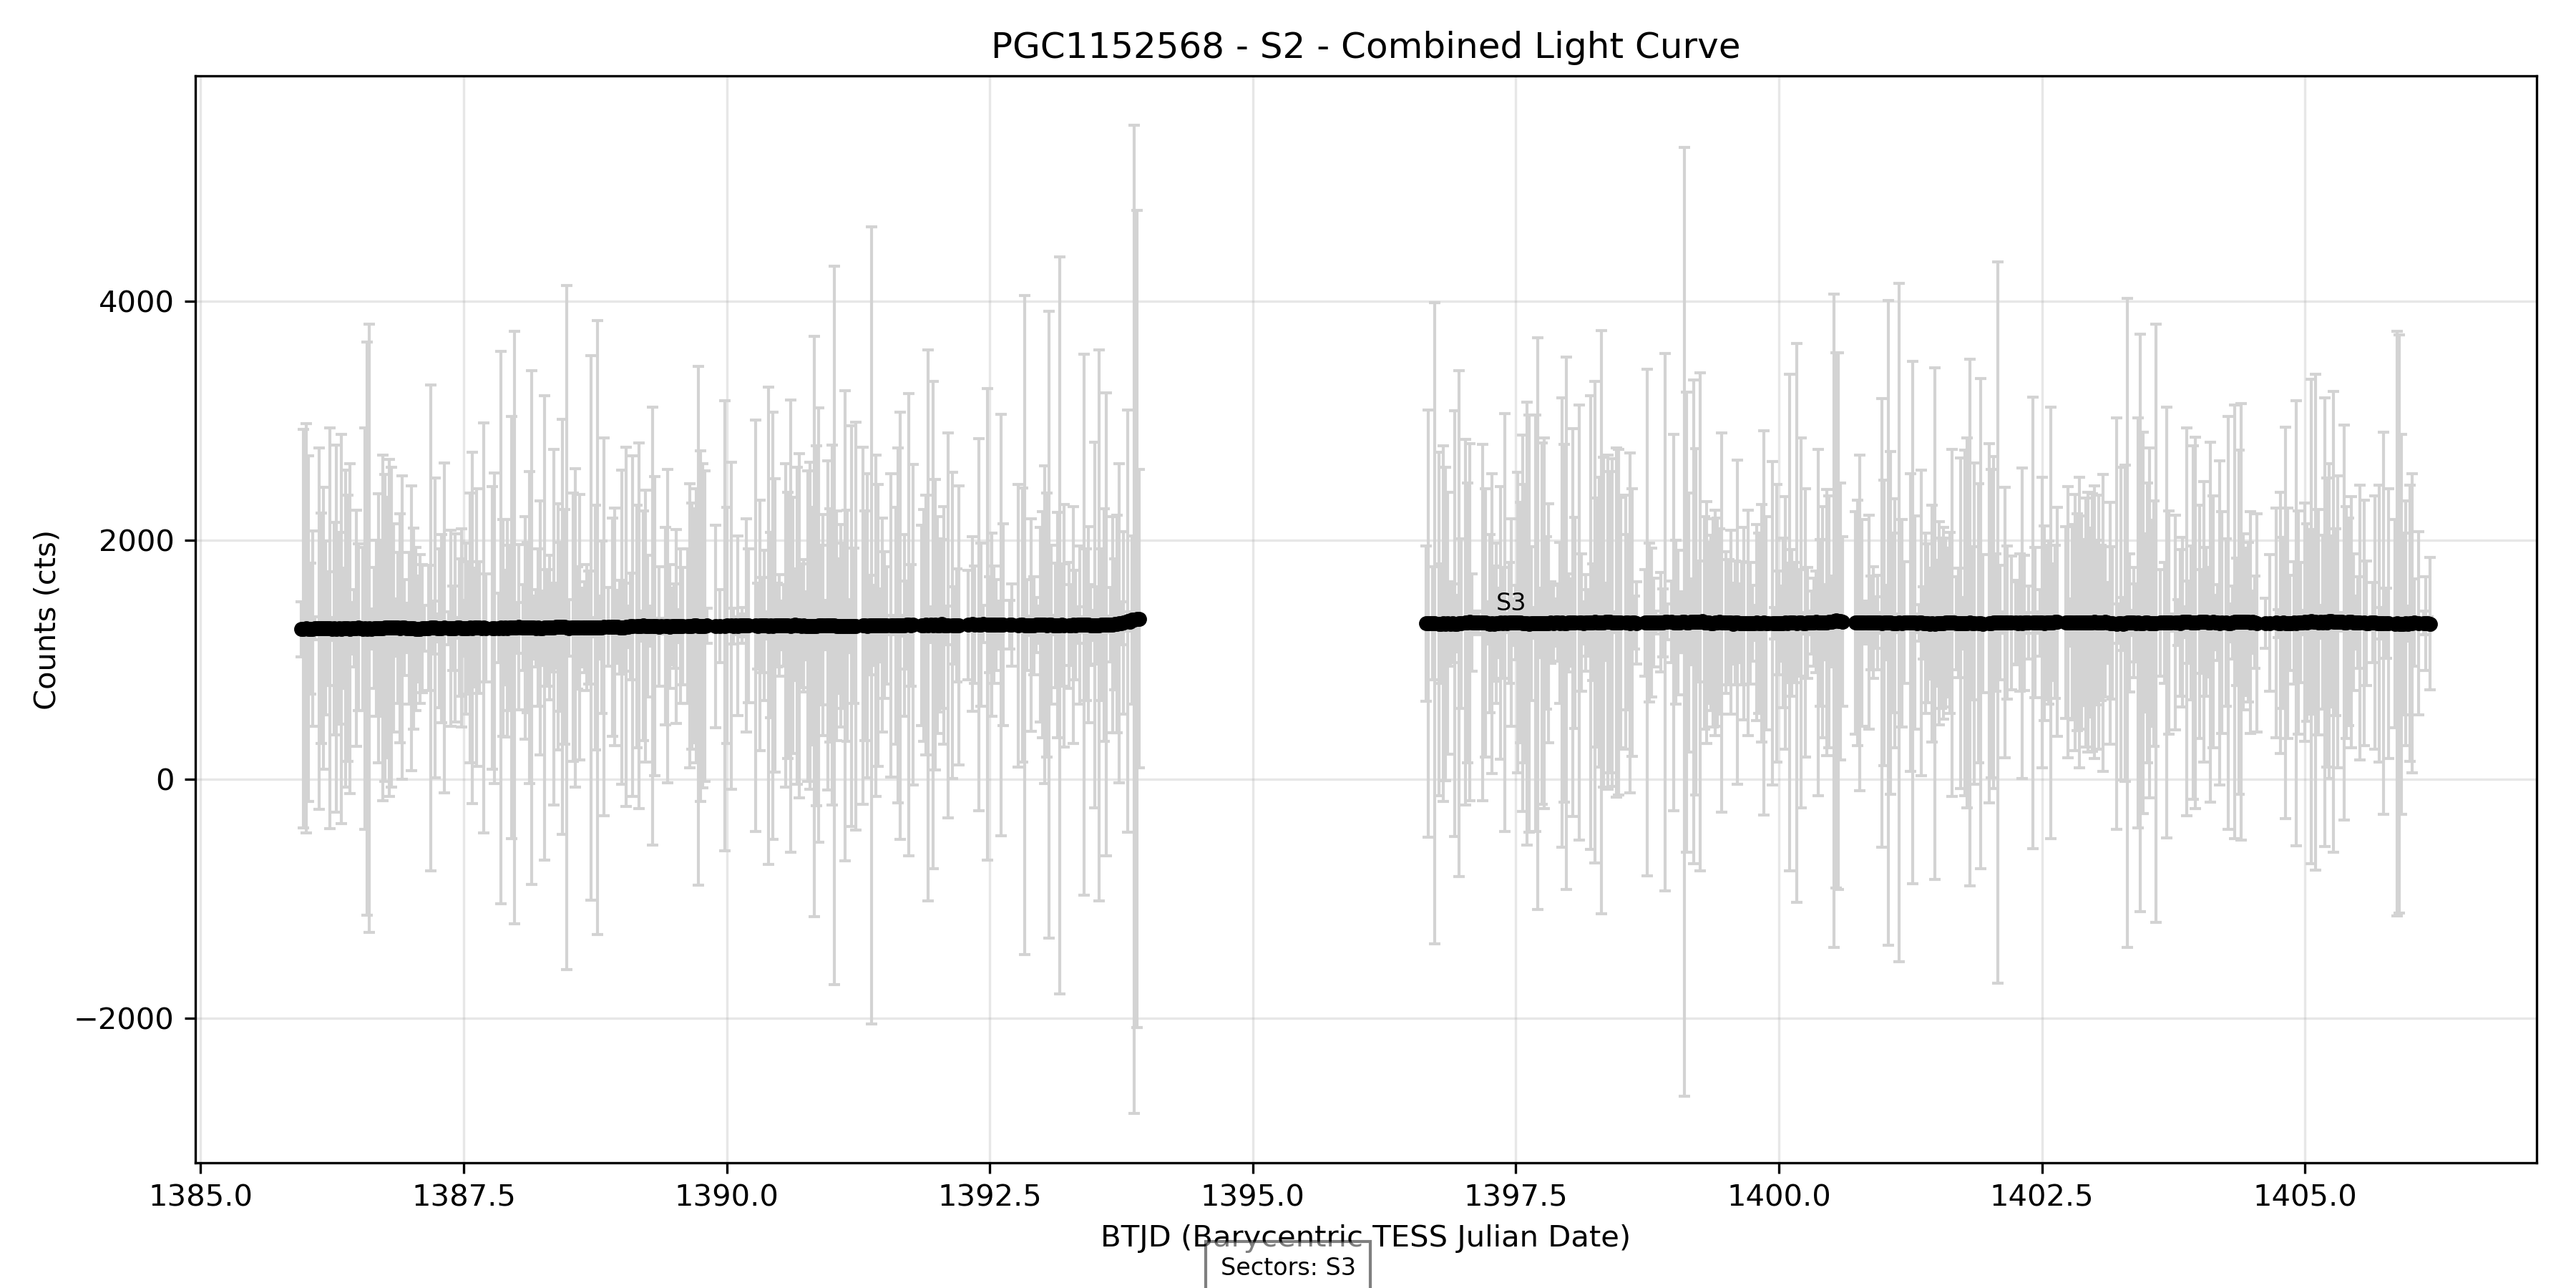 PGC1152568 - S2 - Combined Light Curve
Counts (cts)
4000
2000
0
−2000
S3
1385.0 1387.5 1390.0 1392.5 1395.0 1397.5 1400.0 1402.5 1405.0
BTJD (Barycentric TESS Julian Date)
Sectors: S3